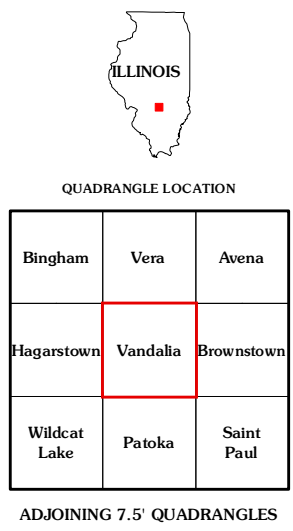 ILLINOIS
QUADRANGLE LOCATION
Bingham
Vera
Avena
Hagarstown
Vandalia
Brownstown
Wildcat
Lake
Patoka
Saint
Paul
ADJOINING 7.5' QUADRANGLES